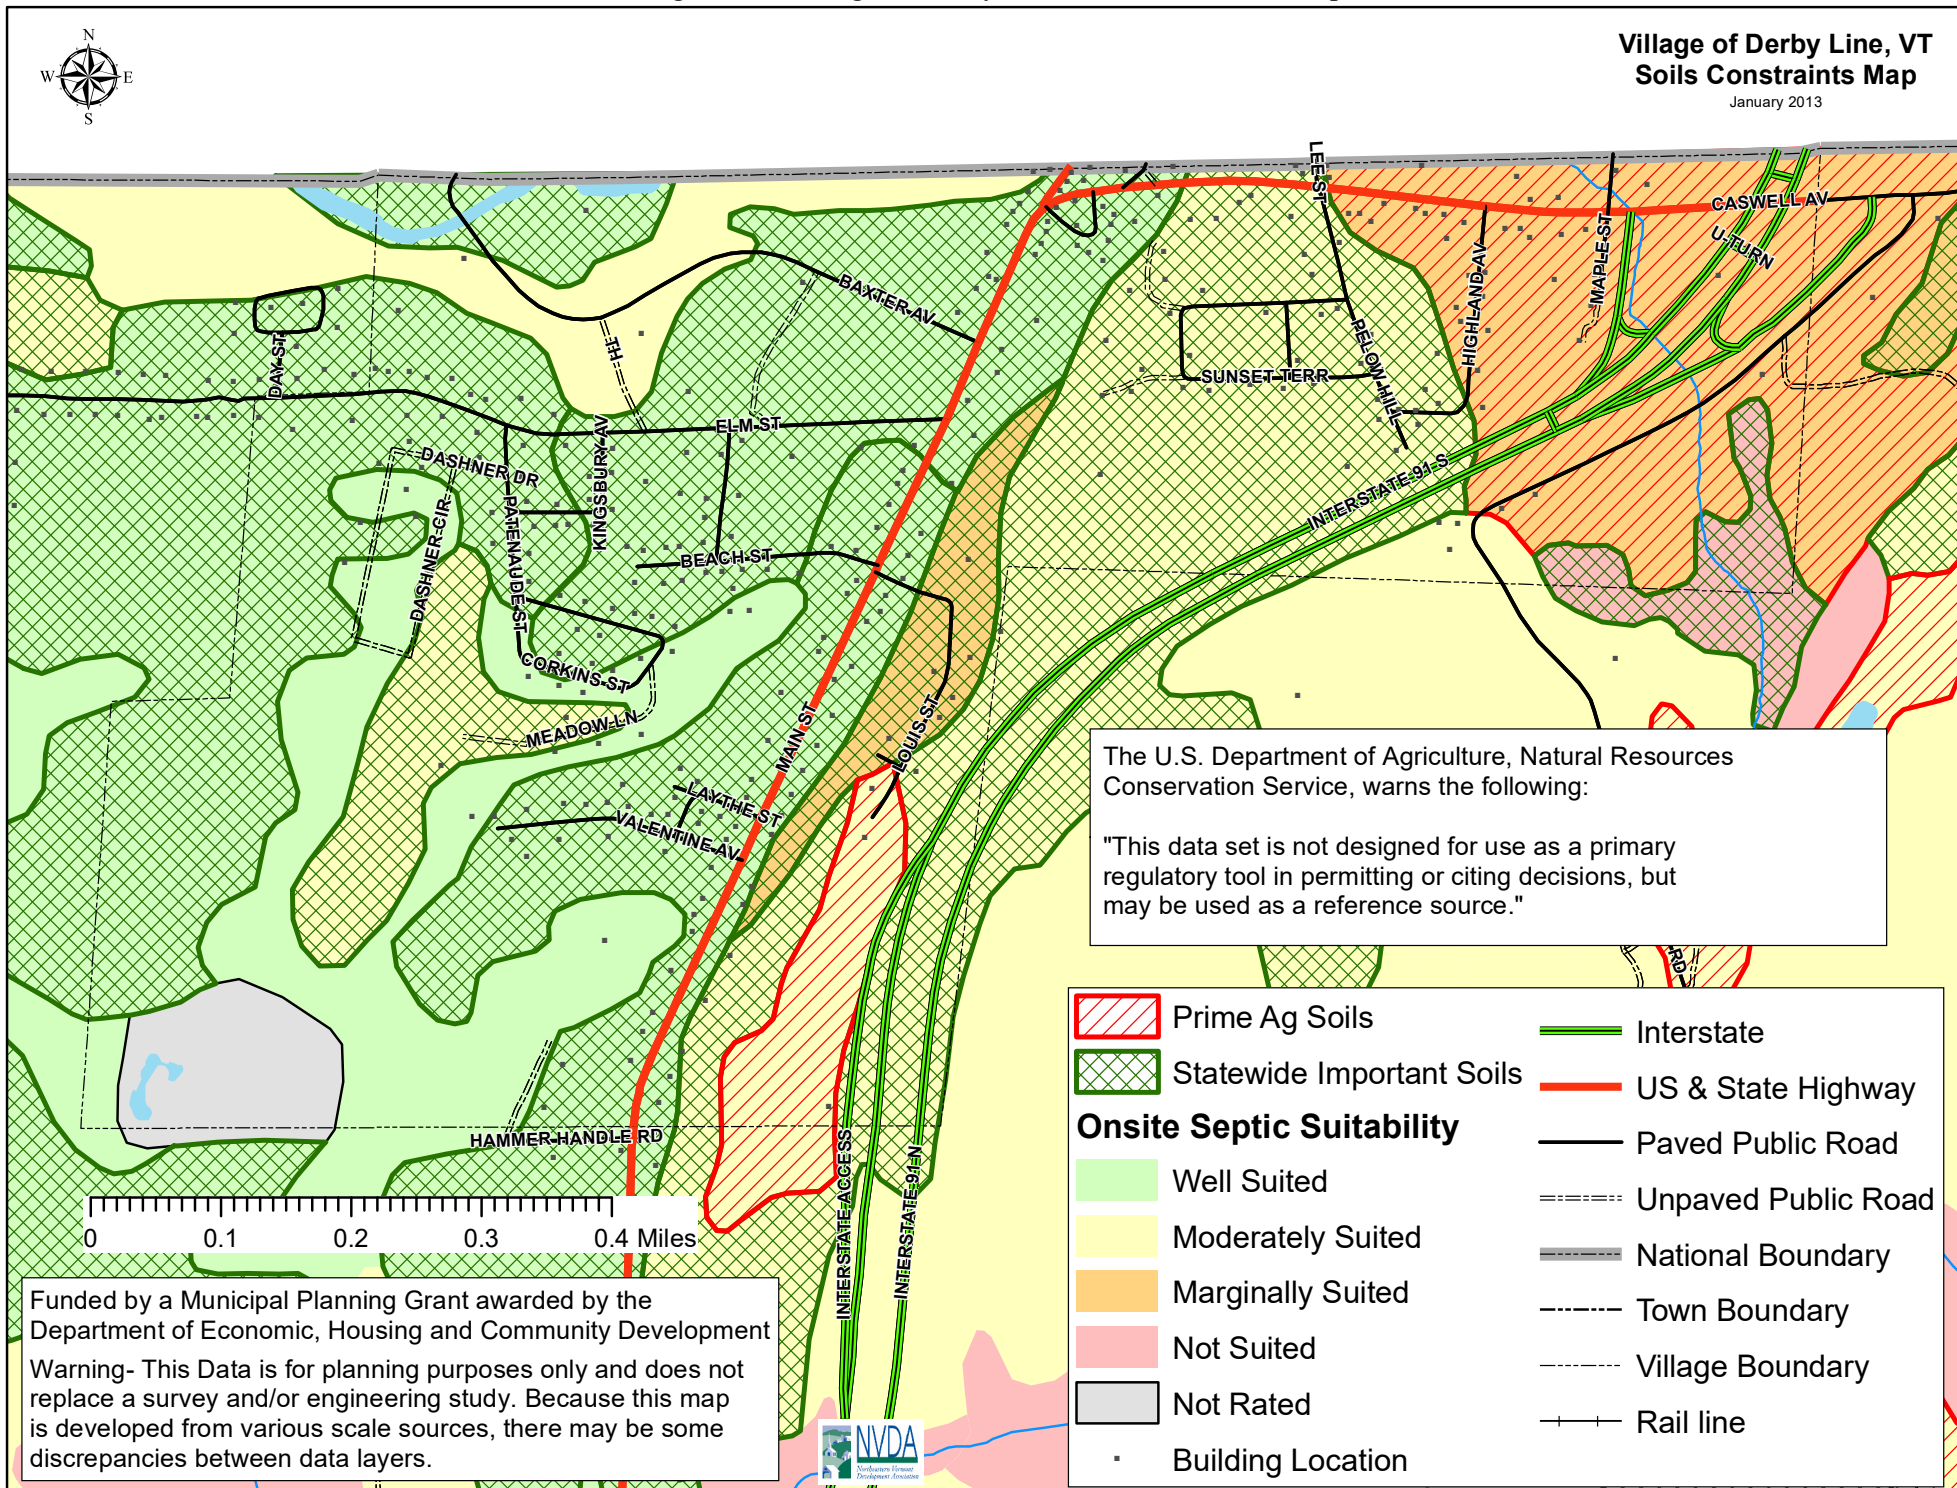 N
W E
S
Village of Derby Line, VT
Soils Constraints Map
January 2013
LEE ST
CASWELL AV
U-TURN
MAPLE ST
HIGHLAND AV
BAXTER AV
PELOW HILL
SUNSET TERR
DAY ST
TH
ELM ST
KINGSBURY AV
DASHNER DR
DASHNER CIR
PATENAUDE ST
INTERSTATE 91 S
BEACH ST
CORKINS ST
MEADOW LN
MAIN ST
LOUIS ST
LAYTHE ST
VALENTINE AV
RD
HAMMER HANDLE RD
INTERSTATE ACCESS
INTERSTATE 91 N
The U.S. Department of Agriculture, Natural Resources
Conservation Service, warns the following:
"This data set is not designed for use as a primary
regulatory tool in permitting or citing decisions, but
may be used as a reference source."
Prime Ag Soils
Statewide Important Soils
Onsite Septic Suitability
Well Suited
Moderately Suited
Marginally Suited
Not Suited
Not Rated
Building Location
Interstate
US & State Highway
Paved Public Road
Unpaved Public Road
National Boundary
Town Boundary
Village Boundary
Rail line
0 0.1 0.2 0.3 0.4 Miles
Funded by a Municipal Planning Grant awarded by the
Department of Economic, Housing and Community Development
Warning- This Data is for planning purposes only and does not
replace a survey and/or engineering study. Because this map
is developed from various scale sources, there may be some
discrepancies between data layers.
NVDA
Northeastern Vermont
Development Association